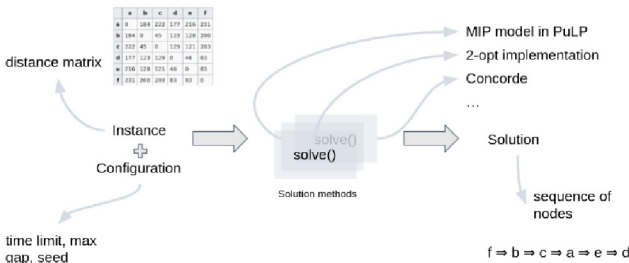 a b c d e f
a 0 184 222 177 216 231
b 184 0 45 123 128 200
c 222 45 0 129 121 203
d 177 123 129 0 46 83
e 216 128 121 46 0 83
f 231 200 203 83 83 0
distance matrix
Instance
Configuration
time limit, max
gap, seed
solve()
solve()
Solution methods
MIP model in PuLP
2-opt implementation
Concorde
...
Solution
sequence of
nodes
f ⇒ b ⇒ c ⇒ a ⇒ e ⇒ d